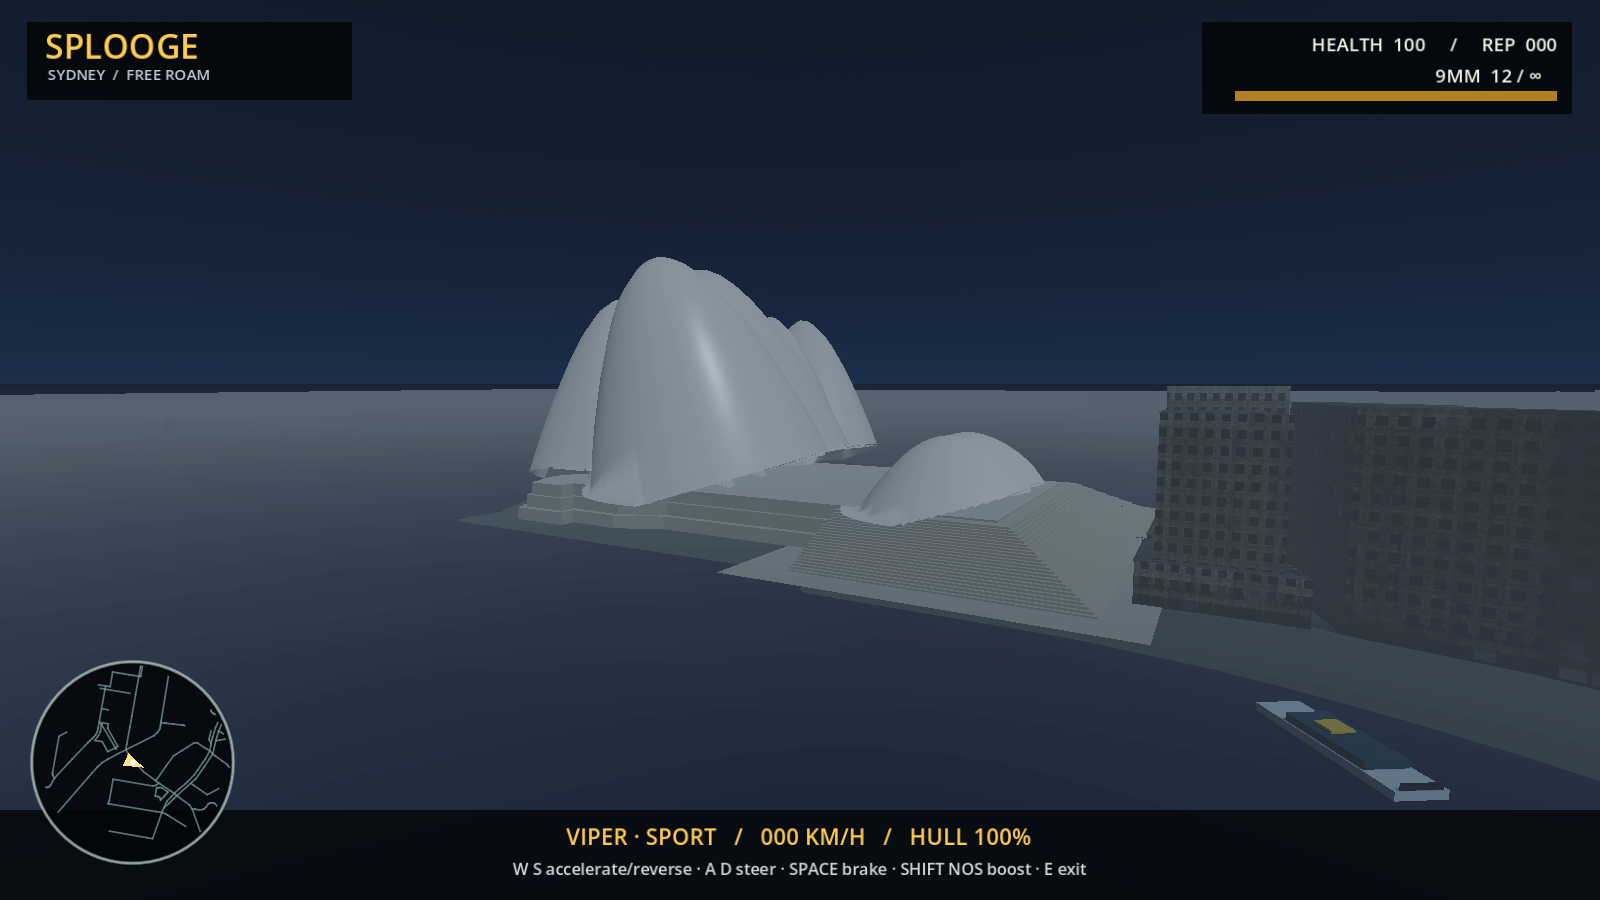 SPLOOGE
SYDNEY / FREE ROAM
HEALTH 100 / REP 000
9MM 12 / ∞
VIPER · SPORT / 000 KM/H / HULL 100%
W S accelerate/reverse · A D steer · SPACE brake · SHIFT NOS boost · E exit